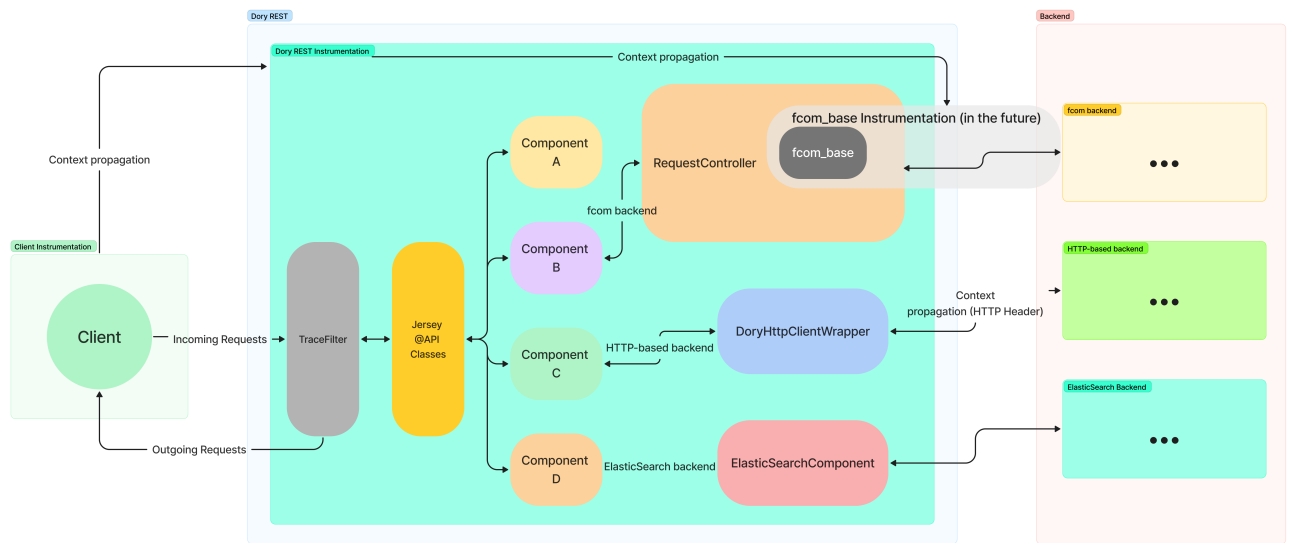 Dory REST
Backend
Dory REST Instrumentation
Context propagation
fcom backend
fcom_base Instrumentation (in the future)
Component
A
fcom_base
RequestController
Context propagation
fcom backend
Client Instrumentation
Component
B
HTTP-based backend
Context
propagation (HTTP Header)
Client
Incoming Requests
TraceFilter
Jersey
@API
Classes
DoryHttpClientWrapper
HTTP-based backend
Component
C
ElasticSearch Backend
Outgoing Requests
Component
D
ElasticSearch backend
ElasticSearchComponent